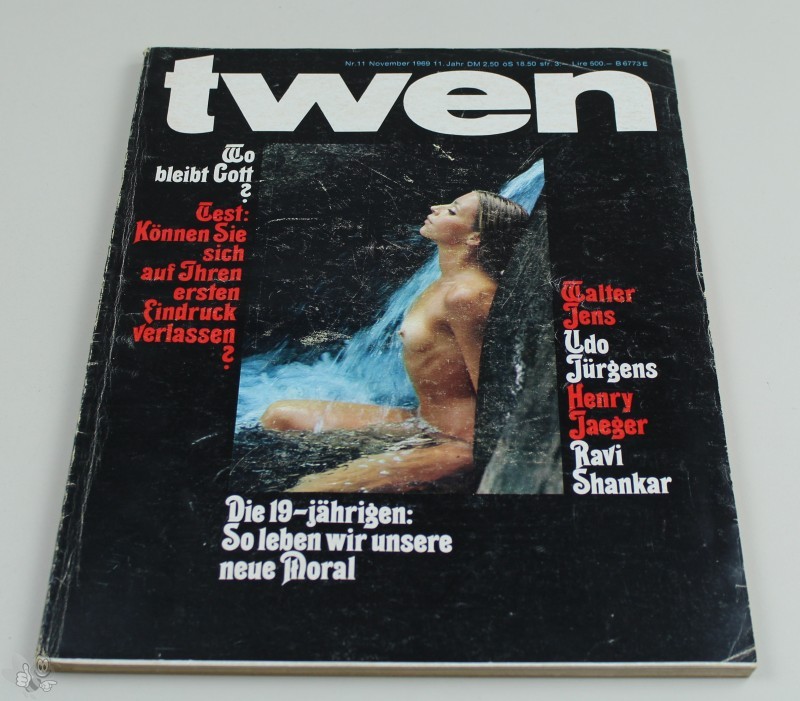 Nr.11 November 1969 11. Jahr DM 2,50 öS 18.50 sfr. 3.– Lire 500.– B 6773 E
twen
Wo
bleibt Gott
?
Test:
Können Sie
sich
auf Ihren
ersten
Eindruck
verlassen
?
Walter
Jens
Udo
Jürgens
Henry
Jaeger
Ravi
Shankar
Die 19-jährigen:
So leben wir unsere
neue Moral